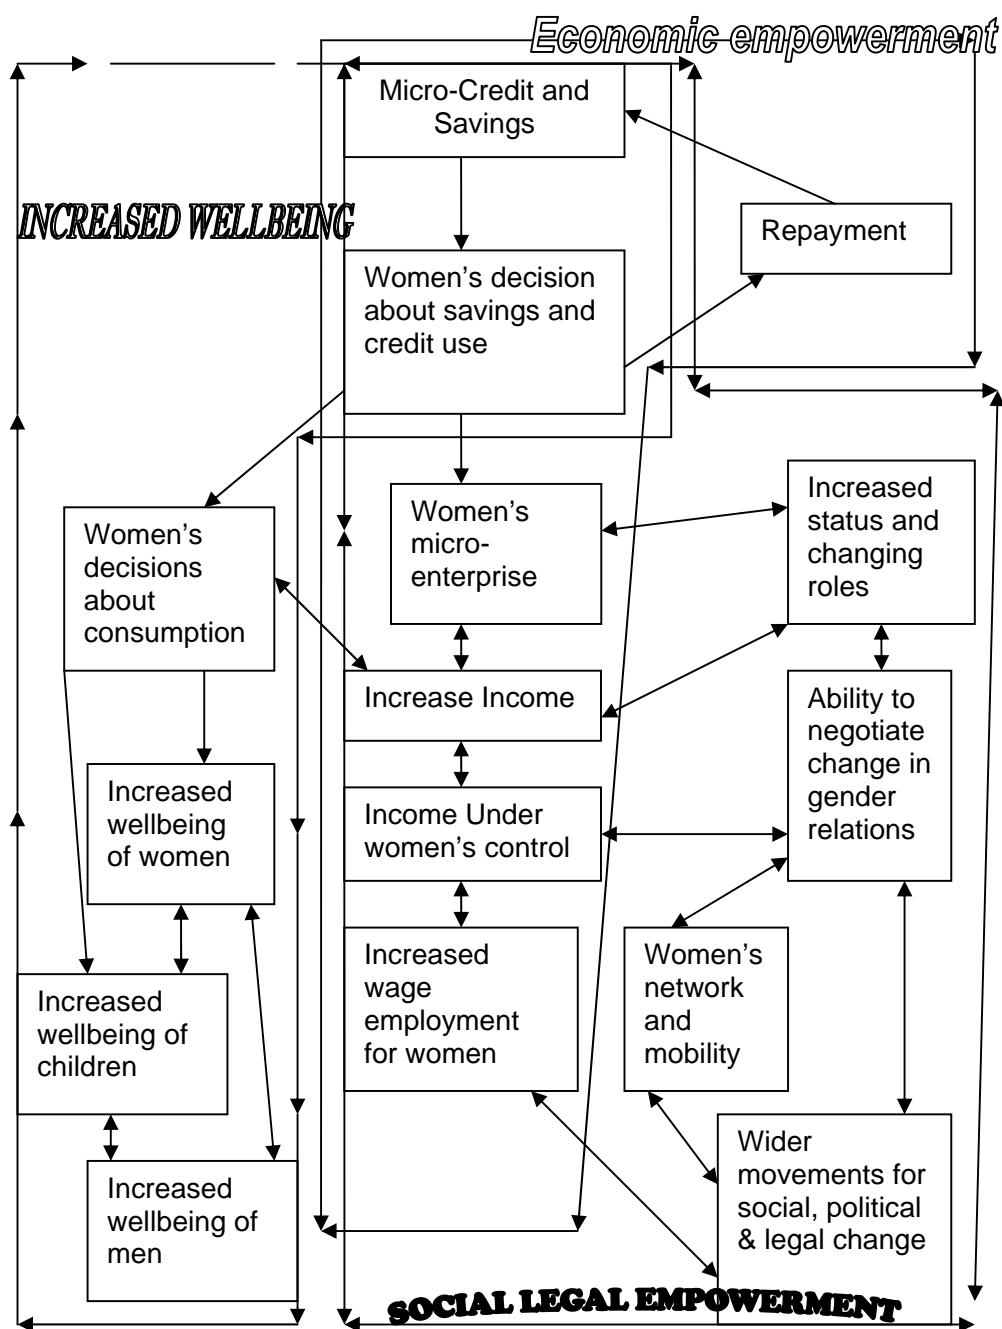 Economic empowerment
Micro-Credit and
Savings
INCREASED WELLBEING
Repayment
Women’s decision
about savings and
credit use
Women’s
decisions
about
consumption
Women’s
micro-
enterprise
Increased
status and
changing
roles
Increase Income
Ability to
negotiate
change in
gender
relations
Increased
wellbeing
of women
Income Under
women’s control
Increased
wellbeing of
children
Increased
wage
employment
for women
Women’s
network
and
mobility
Increased
wellbeing of
men
Wider
movements for
social, political
& legal change
SOCIAL LEGAL EMPOWERMENT